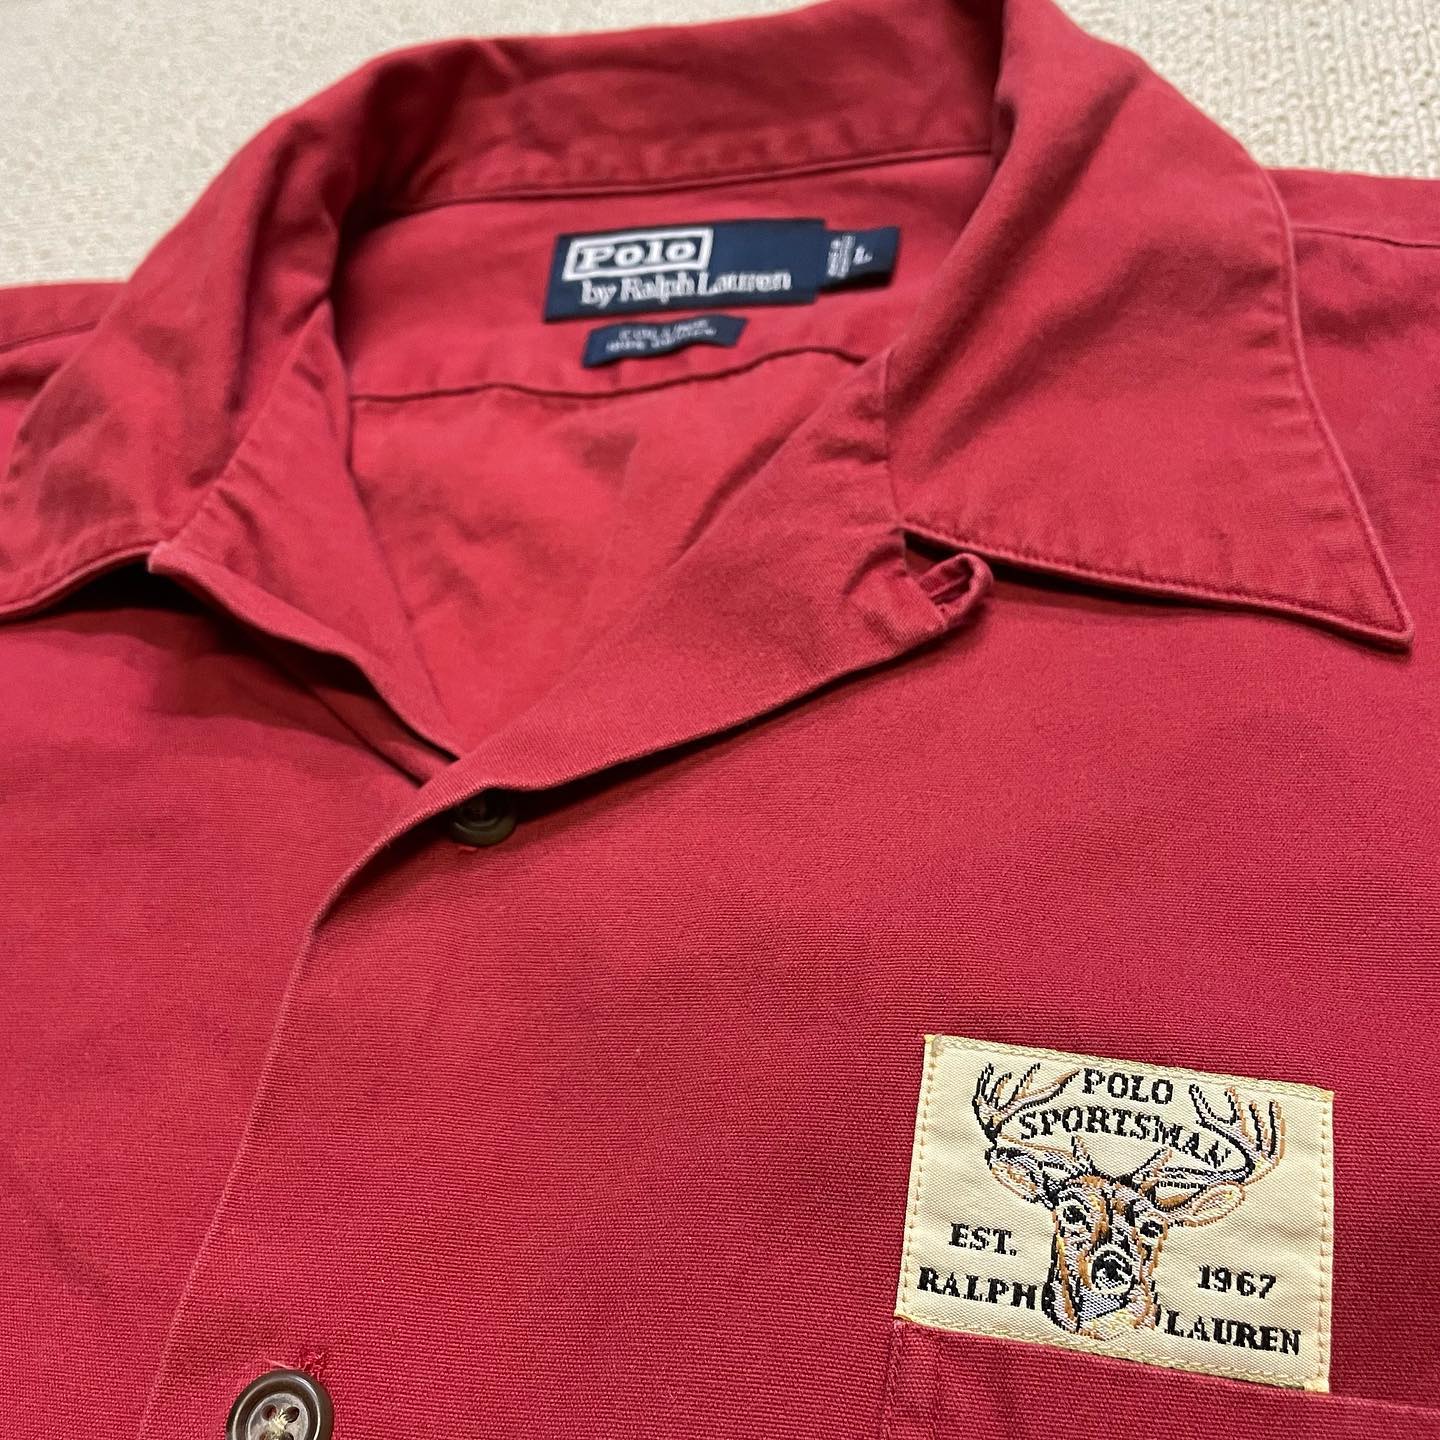 Polo
by Ralph Lauren
L
POLO
SPORTSMAN
EST. 1967
RALPH LAUREN